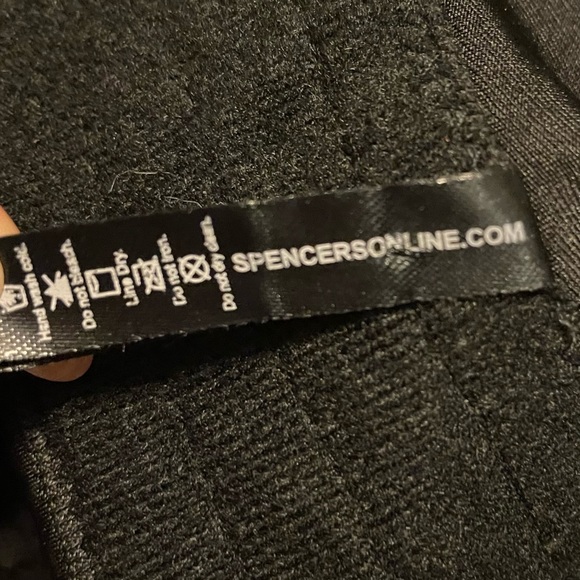 Hand wash cold.
Do not bleach.
Line Dry.
Do not iron.
Do not dry clean.
SPENCERSONLINE.COM